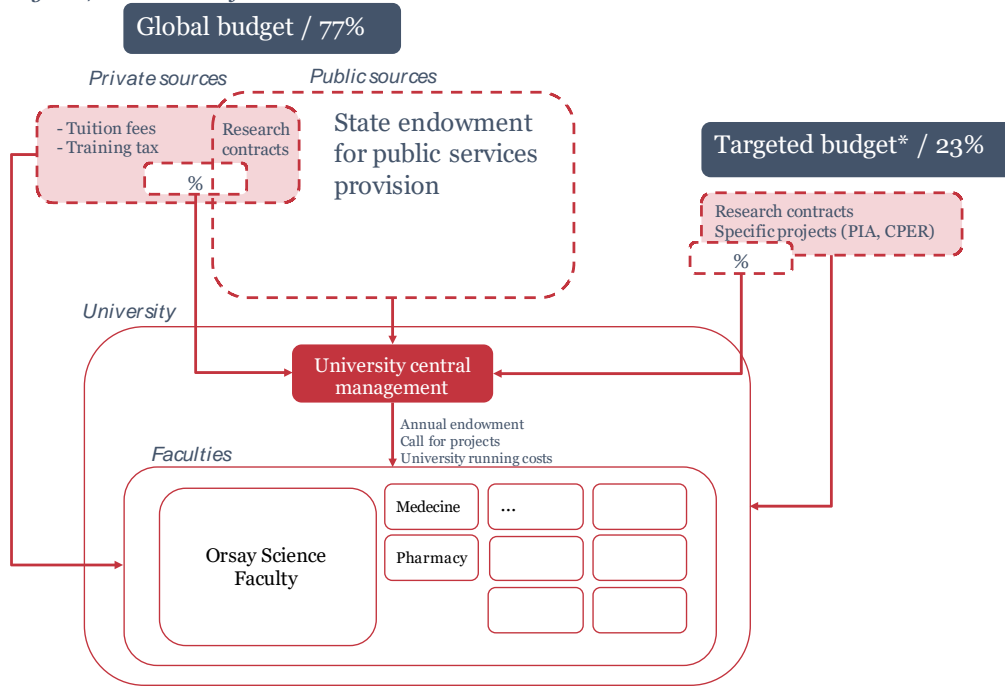 Global budget / 77%
Private sources
Public sources
- Tuition fees
- Training tax
Research
contracts
%
State endowment
for public services
provision
Targeted budget* / 23%
Research contracts
Specific projects (PIA, CPER)
%
University
University central
management
Annual endowment
Call for projects
University running costs
Faculties
Orsay Science
Faculty
Medecine
...
Pharmacy